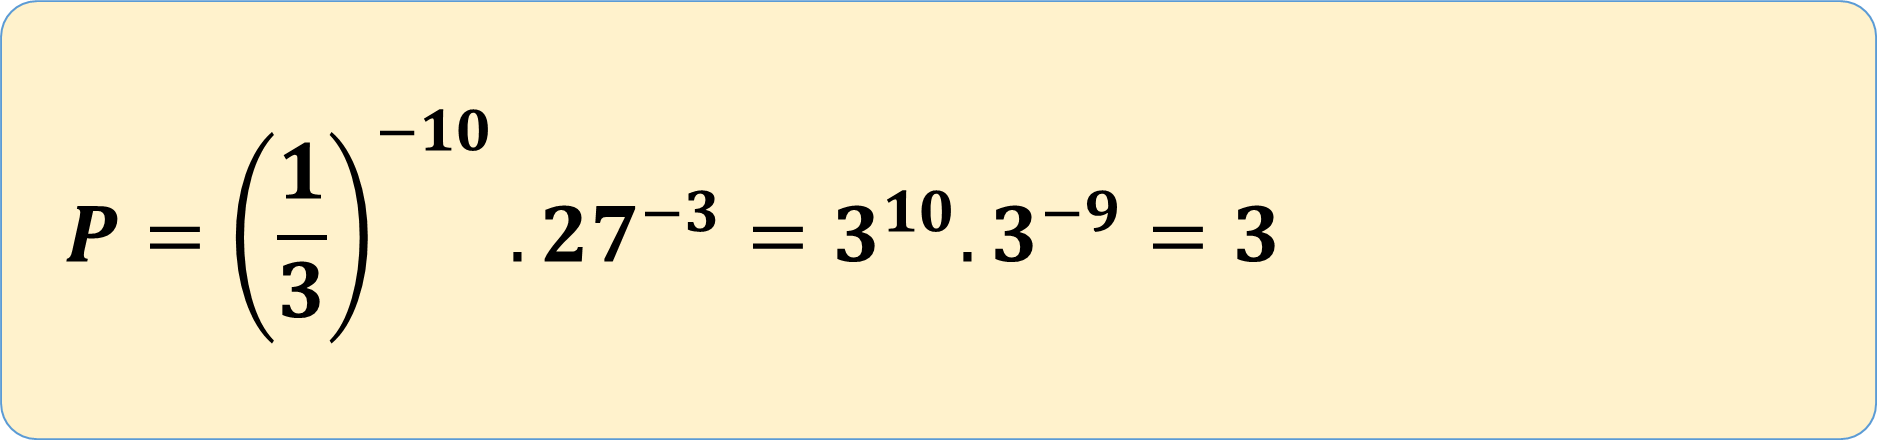 P = (1/3)^{-10} . 27^{-3} = 3^{10} . 3^{-9} = 3